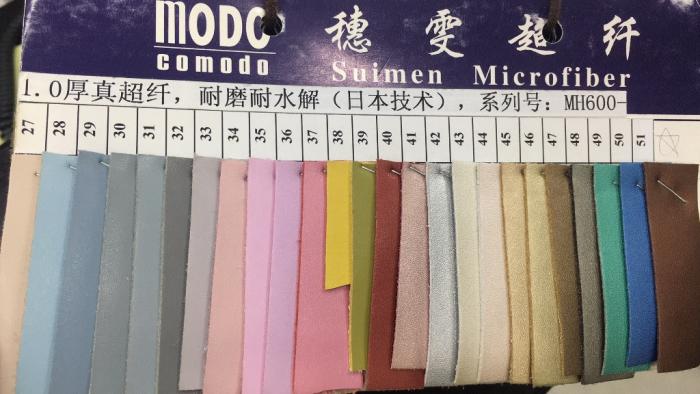 MODO
comodo
穗雯超纤
Suimen Microfiber
1.0厚真超纤，耐磨耐水解（日本技术），系列号：MH600-
27 28 29 30 31 32 33 34 35 36 37 38 39 40 41 42 43 44 45 46 47 48 49 50 51